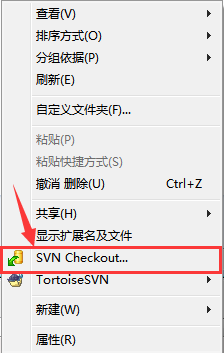 查看(V)
排序方式(O)
分组依据(P)
刷新(E)
自定义文件夹(F)...
粘贴(P)
粘贴快捷方式(S)
撤消 删除(U) Ctrl+Z
共享(H)
显示扩展名及文件
SVN Checkout...
TortoiseSVN
新建(W)
属性(R)